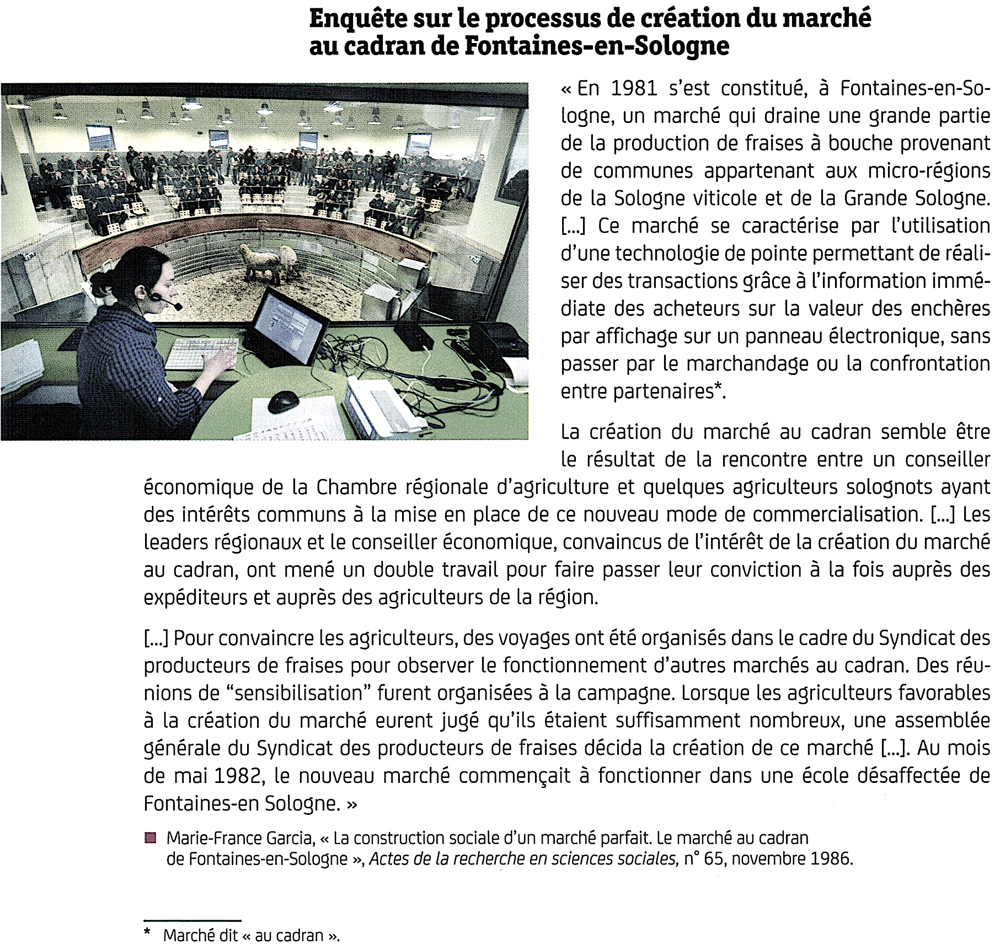 Enquête sur le processus de création du marché
au cadran de Fontaines-en-Sologne
« En 1981 s'est constitué, à Fontaines-en-So-
logne, un marché qui draine une grande partie
de la production de fraises à bouche provenant
de communes appartenant aux micro-régions
de la Sologne viticole et de la Grande Sologne.
[...] Ce marché se caractérise par l'utilisation
d'une technologie de pointe permettant de réali-
ser des transactions grâce à l'information immé-
diate des acheteurs sur la valeur des enchères
par affichage sur un panneau électronique, sans
passer par le marchandage ou la confrontation
entre partenaires*.
La création du marché au cadran semble être
le résultat de la rencontre entre un conseiller
économique de la Chambre régionale d'agriculture et quelques agriculteurs solognots ayant
des intérêts communs à la mise en place de ce nouveau mode de commercialisation. [...] Les
leaders régionaux et le conseiller économique, convaincus de l'intérêt de la création du marché
au cadran, ont mené un double travail pour faire passer leur conviction à la fois auprès des
expéditeurs et auprès des agriculteurs de la région.
[...] Pour convaincre les agriculteurs, des voyages ont été organisés dans le cadre du Syndicat des
producteurs de fraises pour observer le fonctionnement d'autres marchés au cadran. Des réu-
nions de “sensibilisation” furent organisées à la campagne. Lorsque les agriculteurs favorables
à la création du marché eurent jugé qu'ils étaient suffisamment nombreux, une assemblée
générale du Syndicat des producteurs de fraises décida la création de ce marché [...]. Au mois
de mai 1982, le nouveau marché commençait à fonctionner dans une école désaffectée de
Fontaines-en Sologne. »
Marie-France Garcia, « La construction sociale d'un marché parfait. Le marché au cadran
de Fontaines-en-Sologne », Actes de la recherche en sciences sociales, n° 65, novembre 1986.
* Marché dit « au cadran ».